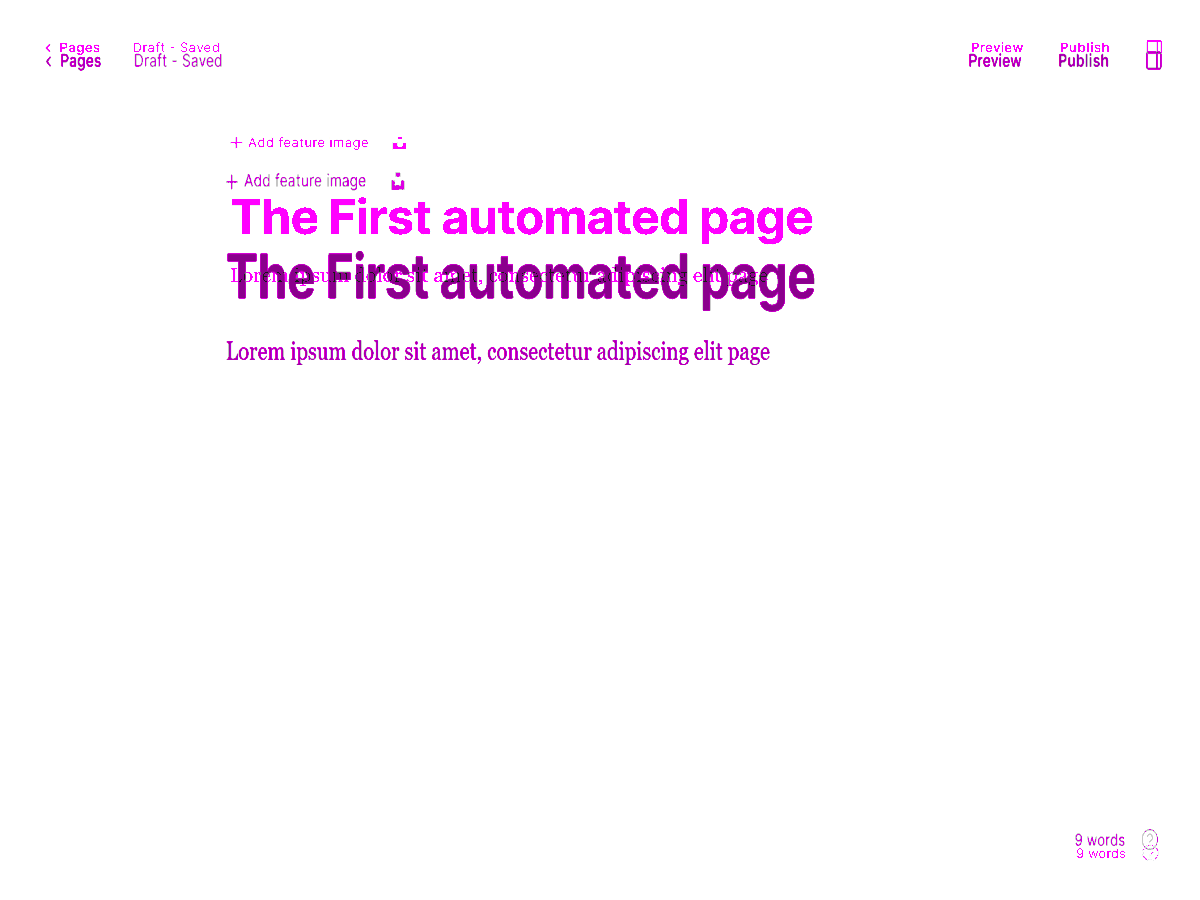 < Pages Draft - Saved Preview Publish
< Pages Draft - Saved Preview Publish
+ Add feature image
+ Add feature image
The First automated page
The First automated page
Lorem ipsum dolor sit amet, consectetur adipiscing elit page
Lorem ipsum dolor sit amet, consectetur adipiscing elit page
9 words ?
9 words ?